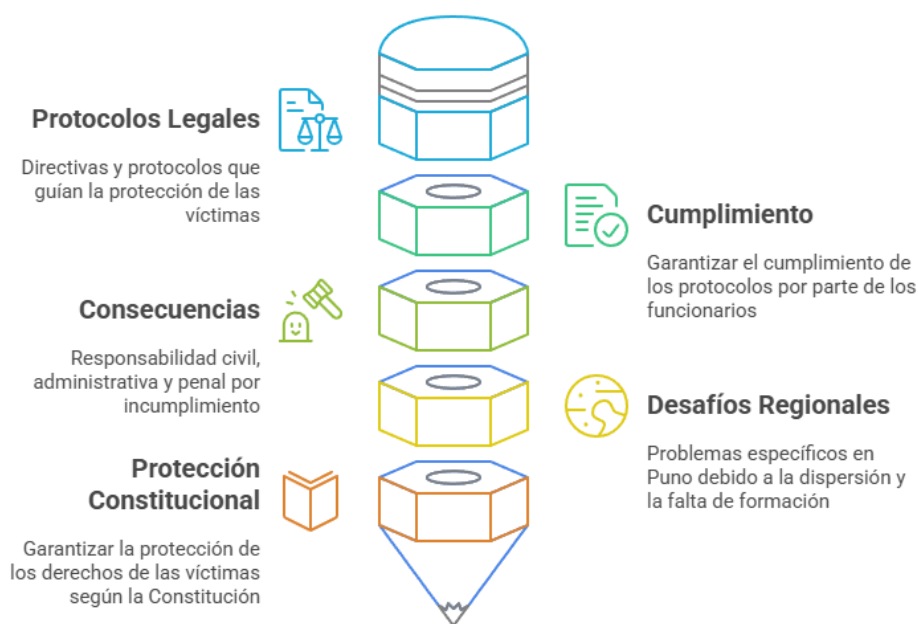 Protocolos Legales
Directivas y protocolos que
guían la protección de las
víctimas
Cumplimiento
Garantizar el cumplimiento de
los protocolos por parte de los
funcionarios
Consecuencias
Responsabilidad civil,
administrativa y penal por
incumplimiento
Desafíos Regionales
Problemas específicos en
Puno debido a la dispersión y
la falta de formación
Protección
Constitucional
Garantizar la protección de
los derechos de las víctimas
según la Constitución